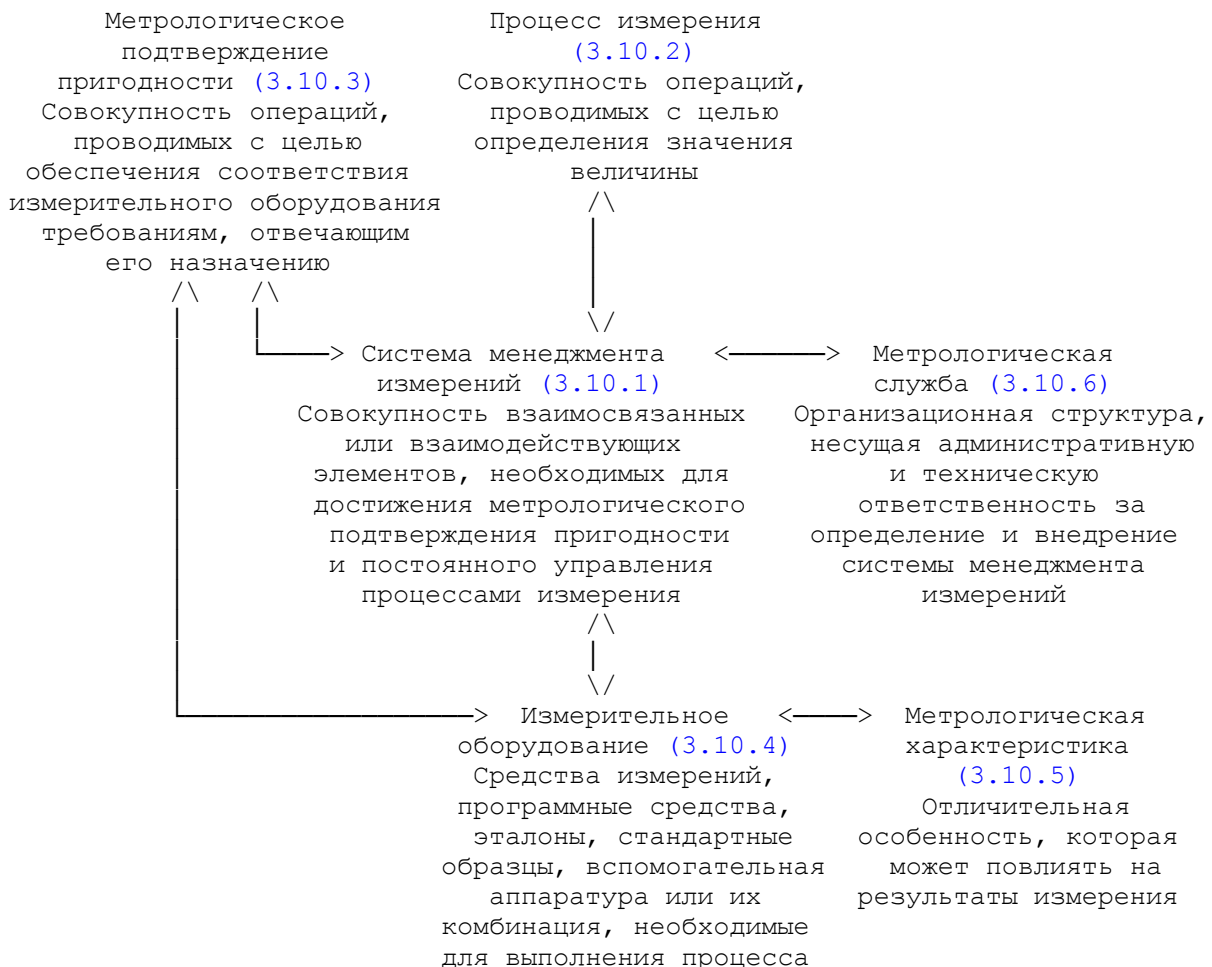 Метрологическое
подтверждение
пригодности (3.10.3)
Совокупность операций,
проводимых с целью
обеспечения соответствия
измерительного оборудования
требованиям, отвечающим
его назначению
Процесс измерения
(3.10.2)
Совокупность операций,
проводимых с целью
определения значения
величины
Система менеджмента
измерений (3.10.1)
Совокупность взаимосвязанных
или взаимодействующих
элементов, необходимых для
достижения метрологического
подтверждения пригодности
и постоянного управления
процессами измерения
Метрологическая
служба (3.10.6)
Организационная структура,
несущая административную
и техническую
ответственность за
определение и внедрение
системы менеджмента
измерений
Измерительное
оборудование (3.10.4)
Средства измерений,
программные средства,
эталоны, стандартные
образцы, вспомогательная
аппаратура или их
комбинация, необходимые
для выполнения процесса
Метрологическая
характеристика
(3.10.5)
Отличительная
особенность, которая
может повлиять на
результаты измерения